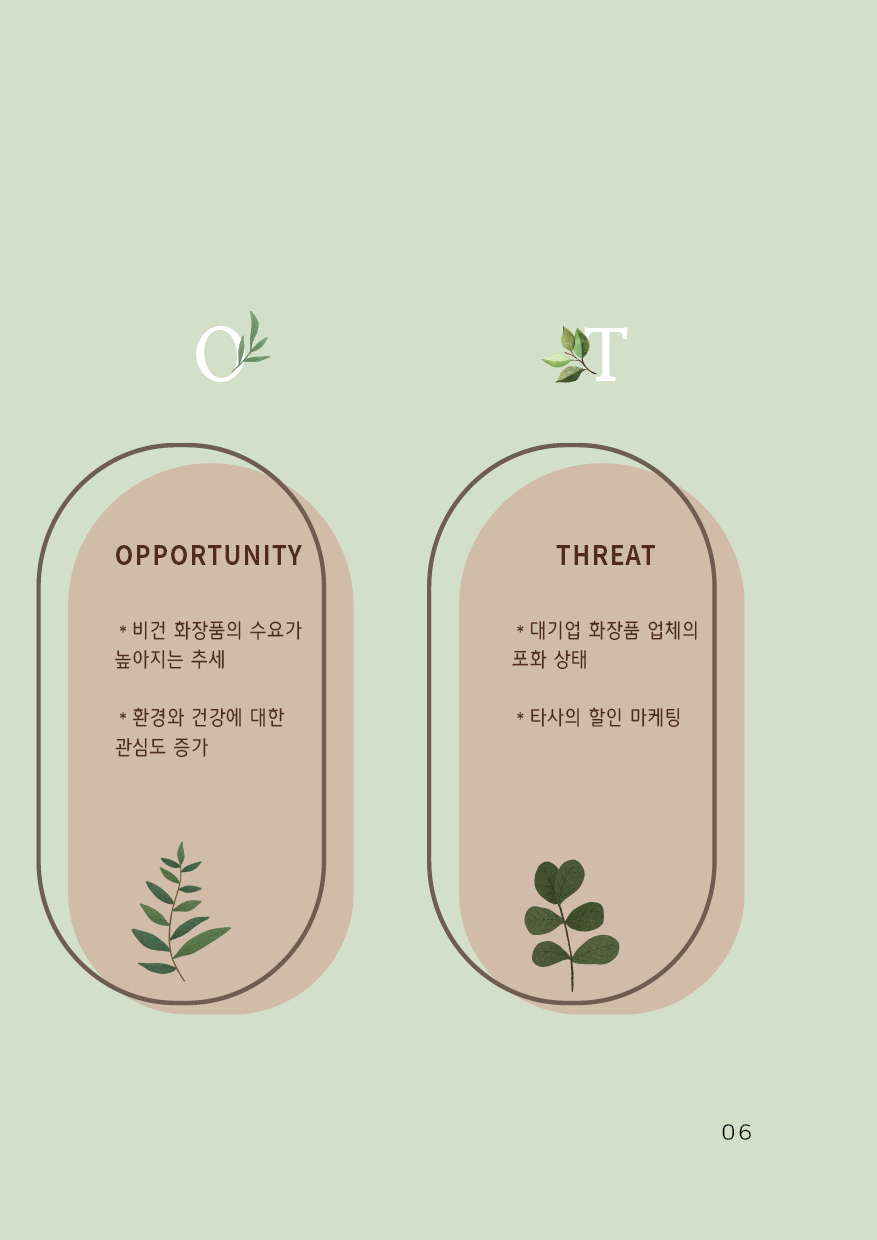 O
T
OPPORTUNITY
* 비건 화장품의 수요가
높아지는 추세
* 환경와 건강에 대한
관심도 증가
THREAT
* 대기업 화장품 업체의
포화 상태
* 타사의 할인 마케팅
06